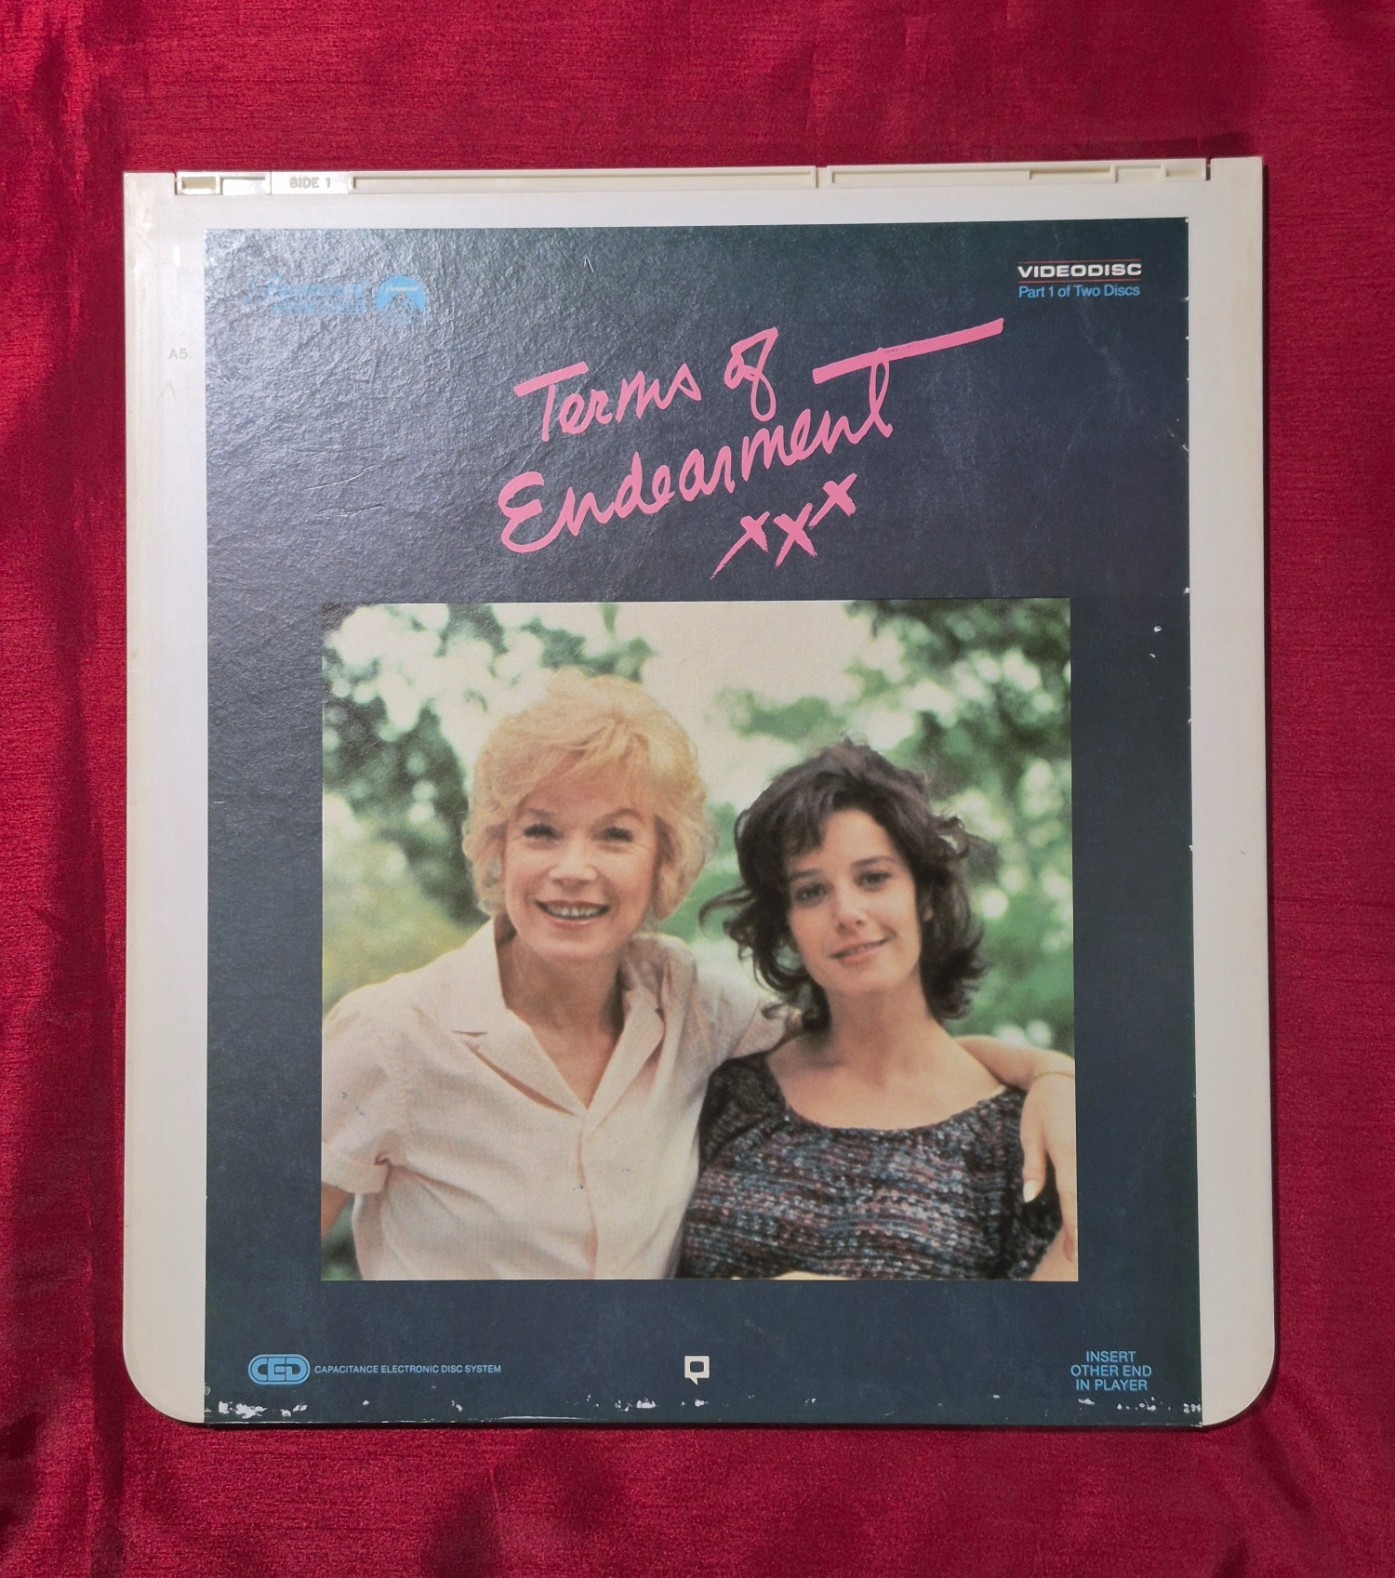 SIDE 1
VIDEODISC
Part 1 of Two Discs
A5
Terms of
Endearment
xxx
CED CAPACITANCE ELECTRONIC DISC SYSTEM
INSERT
OTHER END
IN PLAYER